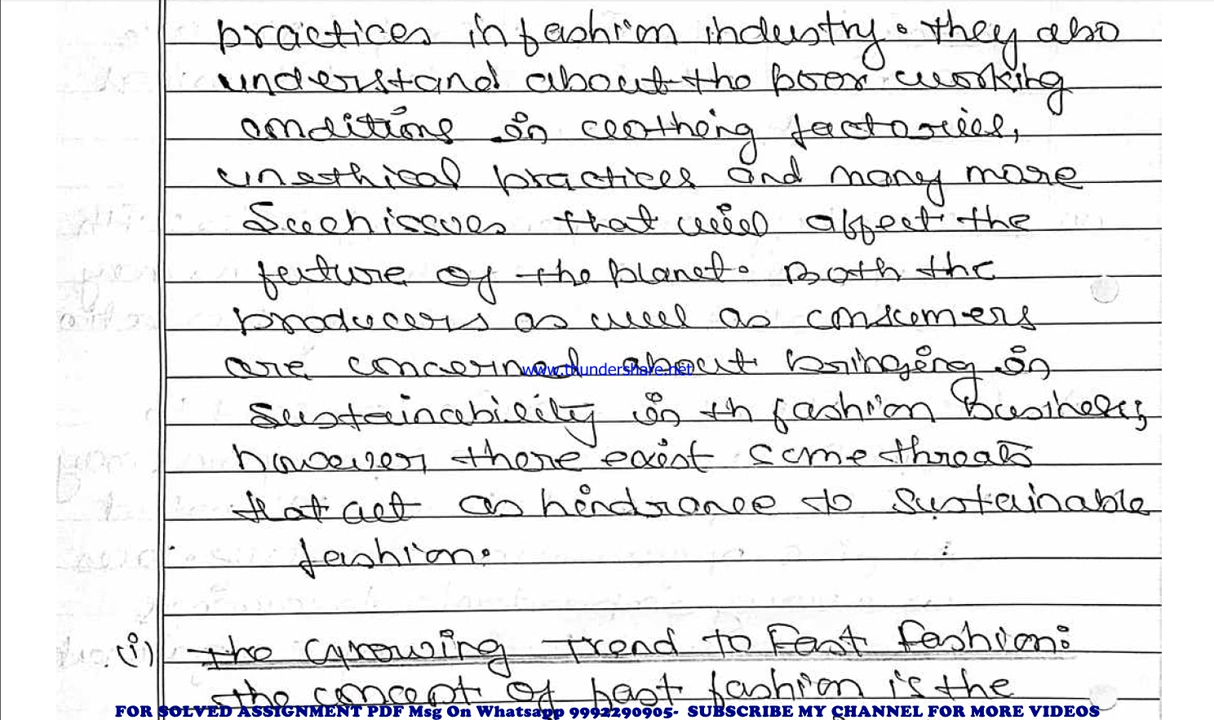 practices in fashion industry. they also
understand about the poor working
conditions in clothing factories,
unethical practices and many more
Such issues that will affect the
future of the planet. Both the
producers as well as consumers
are concerned about bringing in
www.thundershare.net
sustainability in th fashion business,
however there exist some threats
that act as hindrance to sustainable
fashion.
(i) The Growing Trend to Fast Fashion:
the concept of fast fashion is the
FOR SOLVED ASSIGNMENT PDF Msg On Whatsapp 9992290905- SUBSCRIBE MY CHANNEL FOR MORE VIDEOS